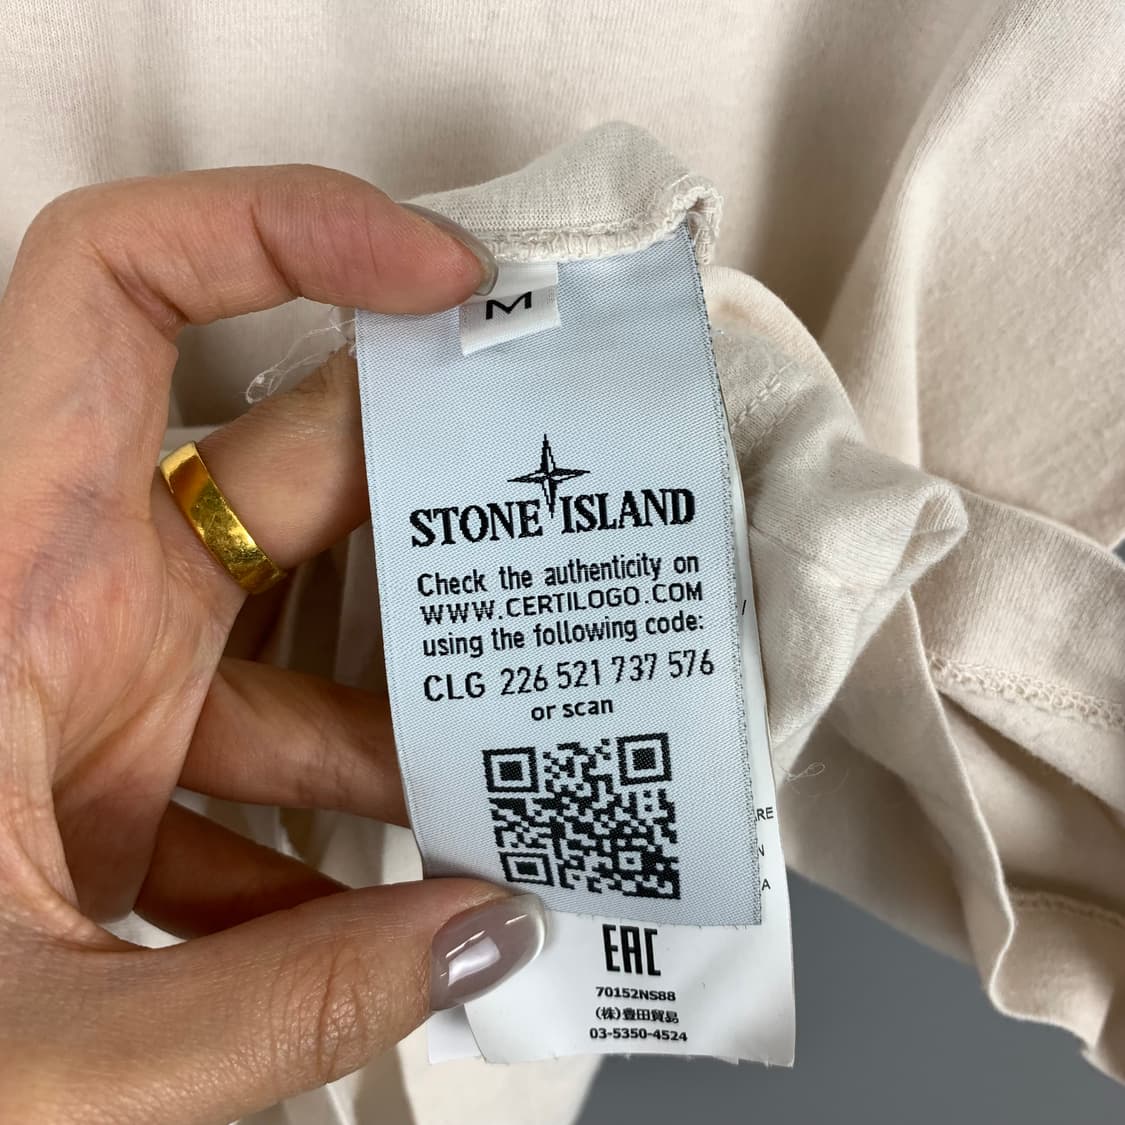 M
STONE ISLAND
Check the authenticity on
WWW.CERTILOGO.COM
using the following code:
CLG 226 521 737 576
or scan
RE
N
A
EAC
70152NS88
(株)豊田貿易
03-5350-4524